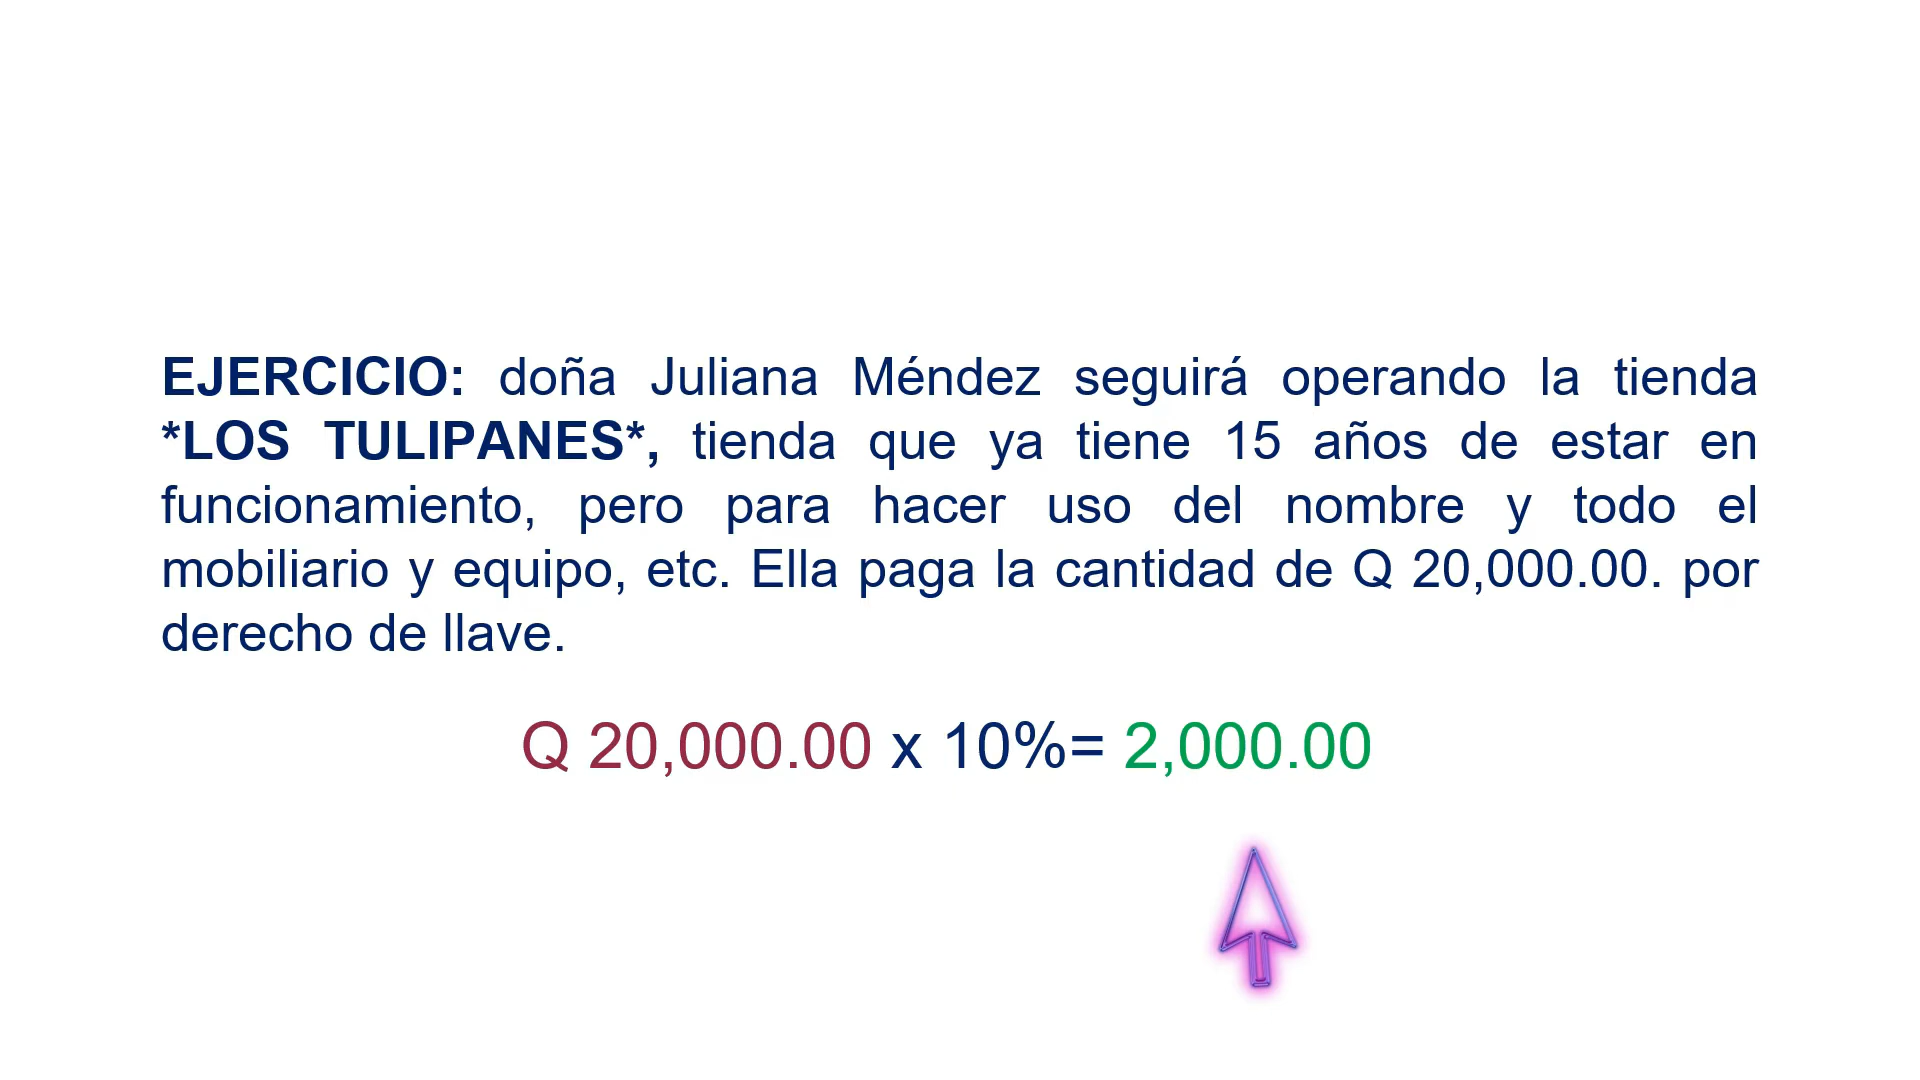 EJERCICIO: doña Juliana Méndez seguirá operando la tienda
*LOS TULIPANES*, tienda que ya tiene 15 años de estar en
funcionamiento, pero para hacer uso del nombre y todo el
mobiliario y equipo, etc. Ella paga la cantidad de Q 20,000.00. por
derecho de llave.
Q 20,000.00 x 10%= 2,000.00